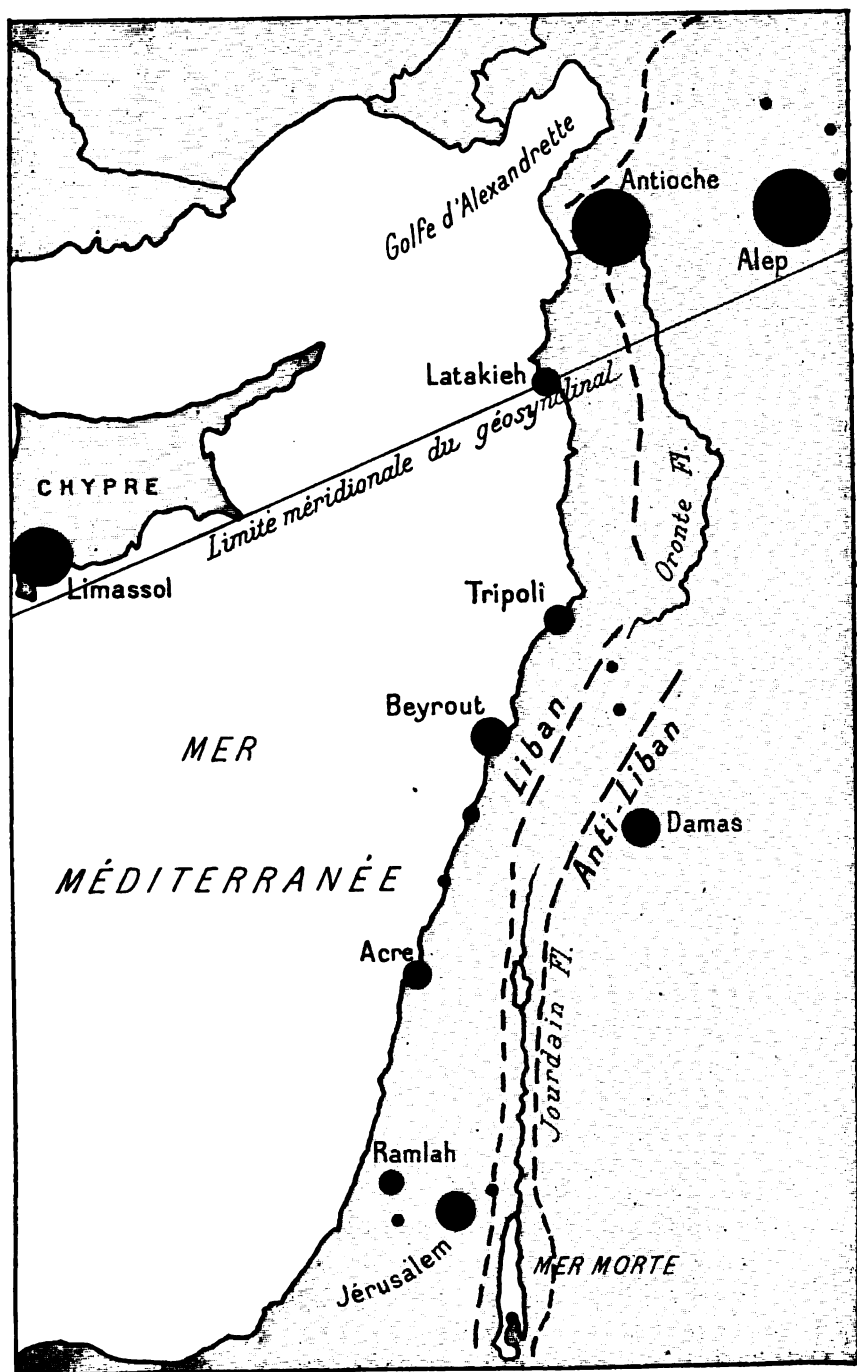 Golfe d'Alexandrette
Antioche
Alep
Latakieh
Limite méridionale du géosynclinal
CHYPRE
Limassol
Oronte Fl.
Tripoli
Beyrout
Liban
MER
MÉDITERRANÉE
Anti-Liban
Damas
Acre
Jourdain Fl.
Ramlah
Jérusalem
MER MORTE